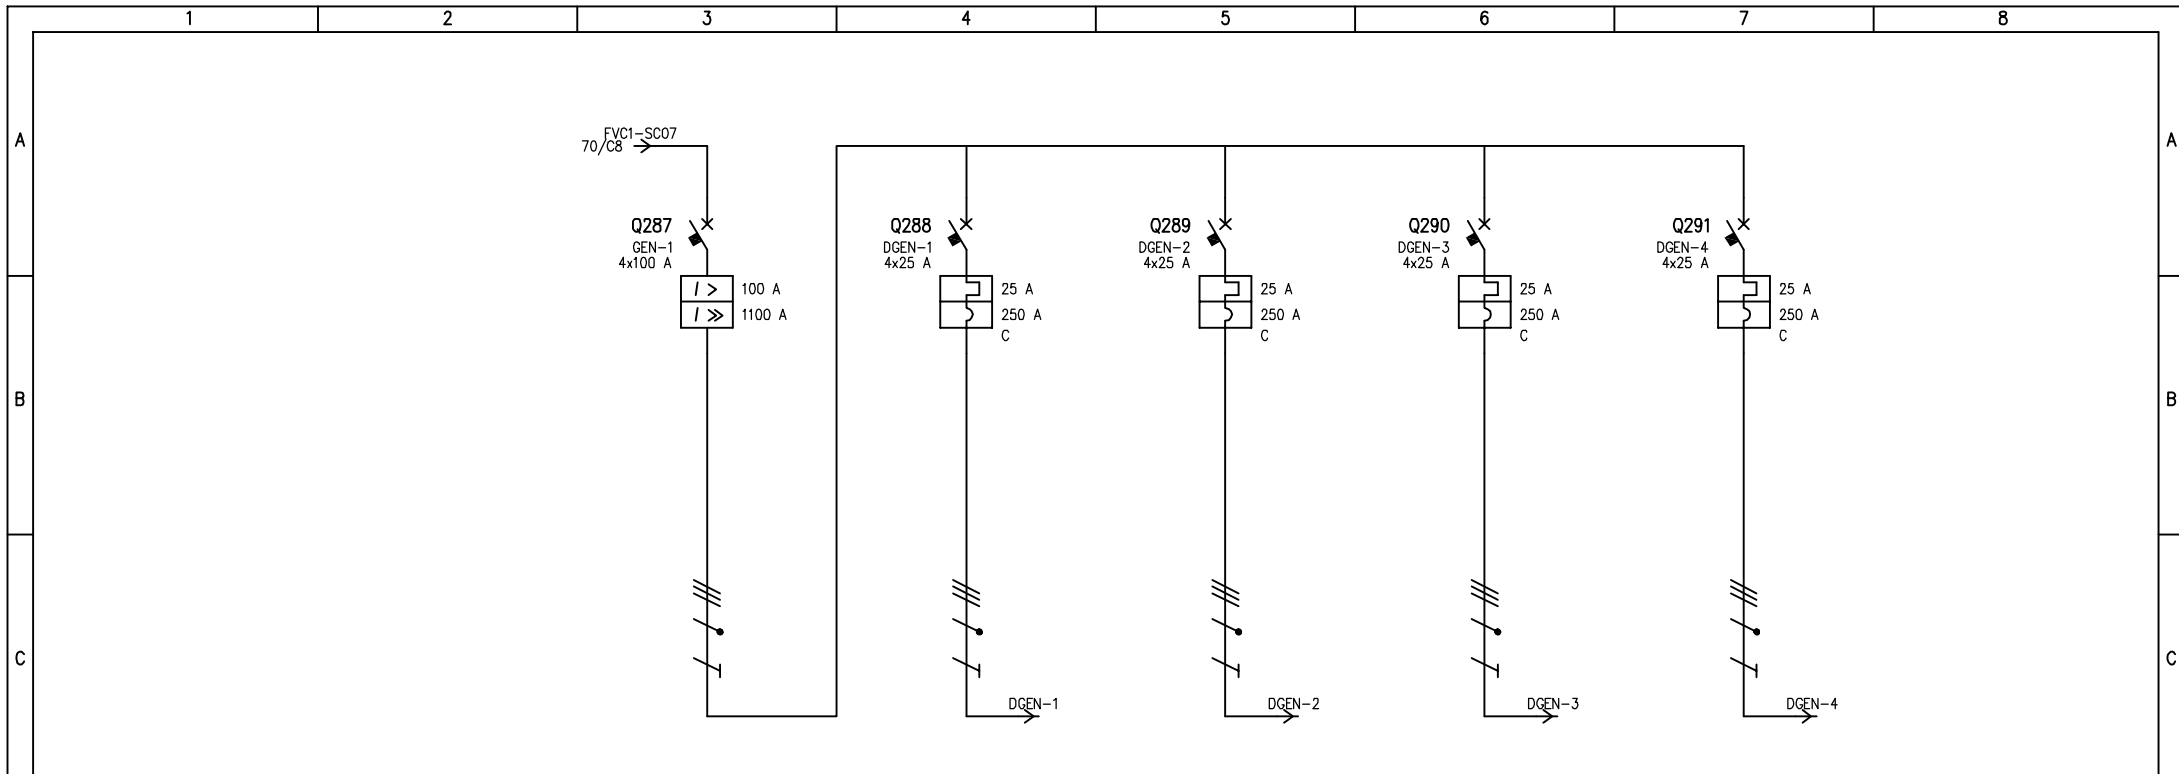 1 2 3 4 5 6 7 8
A A
FVC1-SC07
70/C8
Q287 Q288 Q289 Q290 Q291
GEN-1 DGEN-1 DGEN-2 DGEN-3 DGEN-4
4x100 A 4x25 A 4x25 A 4x25 A 4x25 A
I > 100 A 25 A 25 A 25 A 25 A
I >> 1100 A 250 A 250 A 250 A 250 A
C C C C
B B
C C
DGEN-1 DGEN-2 DGEN-3 DGEN-4